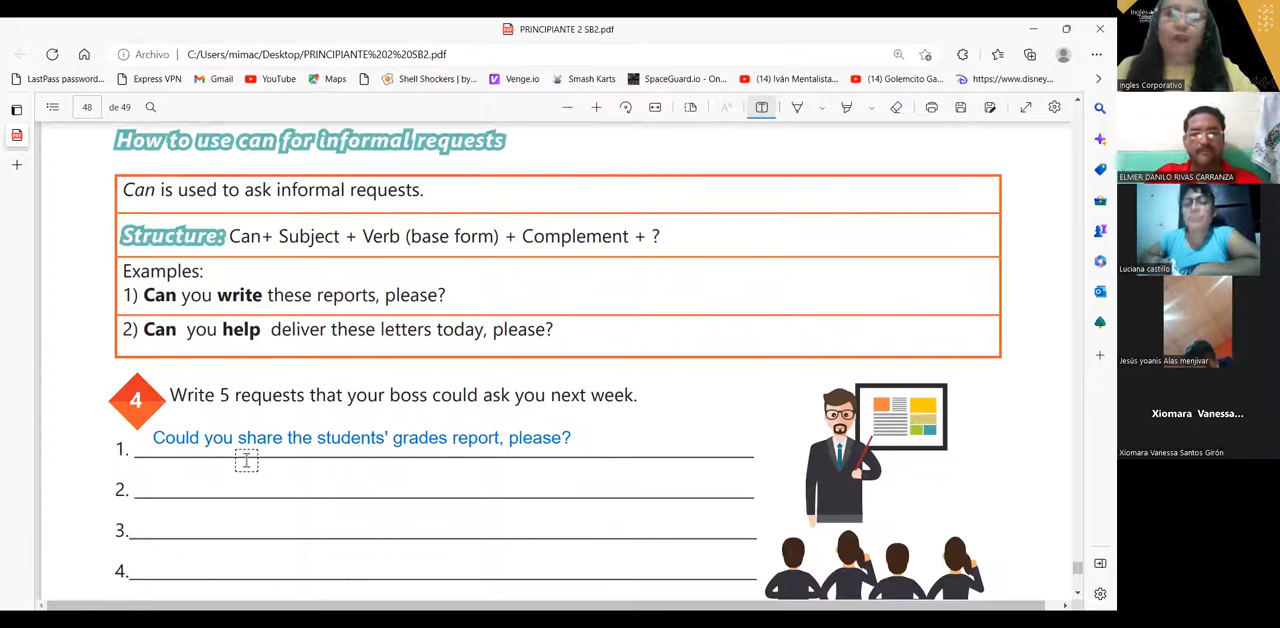 PRINCIPIANTE 2 SB2.pdf
Archivo
C:/Users/mimac/Desktop/PRINCIPIANTE%202%20SB2.pdf
LastPass password...
Express VPN
Gmail
YouTube
Maps
Shell Shockers | by...
Venge.io
Smash Karts
SpaceGuard.io - On...
(14) Iván Mentalista...
(14) Golemcito Ga...
https://www.disney...
48
de 49
How to use can for informal requests
Can is used to ask informal requests.
Structure: Can+ Subject + Verb (base form) + Complement + ?
Examples:
1) Can you write these reports, please?
2) Can you help deliver these letters today, please?
4
Write 5 requests that your boss could ask you next week.
Could you share the students' grades report, please?
1.
2.
3.
4.
Inglés
Ingles Corporativo
ELMER DANILO RIVAS CARRANZA
Luciana castillo
Jesús yoanis Alas menjivar
Xiomara Vanessa...
Xiomara Vanessa Santos Girón